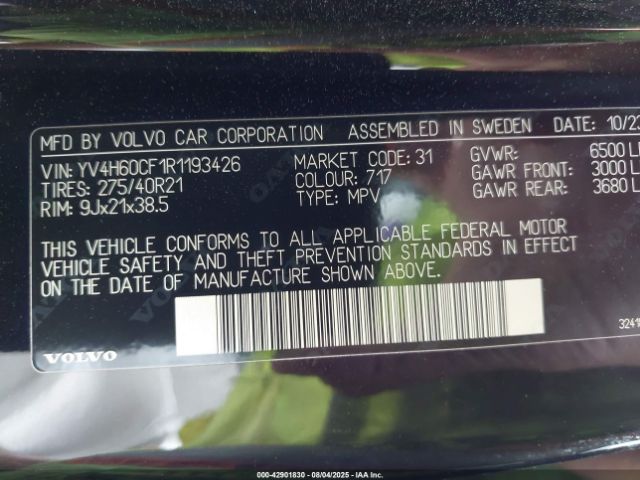 MFD BY VOLVO CAR CORPORATION ASSEMBLED IN SWEDEN DATE: 10/23
VIN: YV4H60CF1R1193426 MARKET CODE: 31 GVWR: 6500 L
TIRES: 275/40R21 COLOUR: 717 GAWR FRONT: 3000 L
RIM: 9Jx21x38.5 TYPE: MPV GAWR REAR: 3680 L
THIS VEHICLE CONFORMS TO ALL APPLICABLE FEDERAL MOTOR
VEHICLE SAFETY AND THEFT PREVENTION STANDARDS IN EFFECT
ON THE DATE OF MANUFACTURE SHOWN ABOVE.
VOLVO
000-42901830 - 08/04/2025 - IAA Inc.